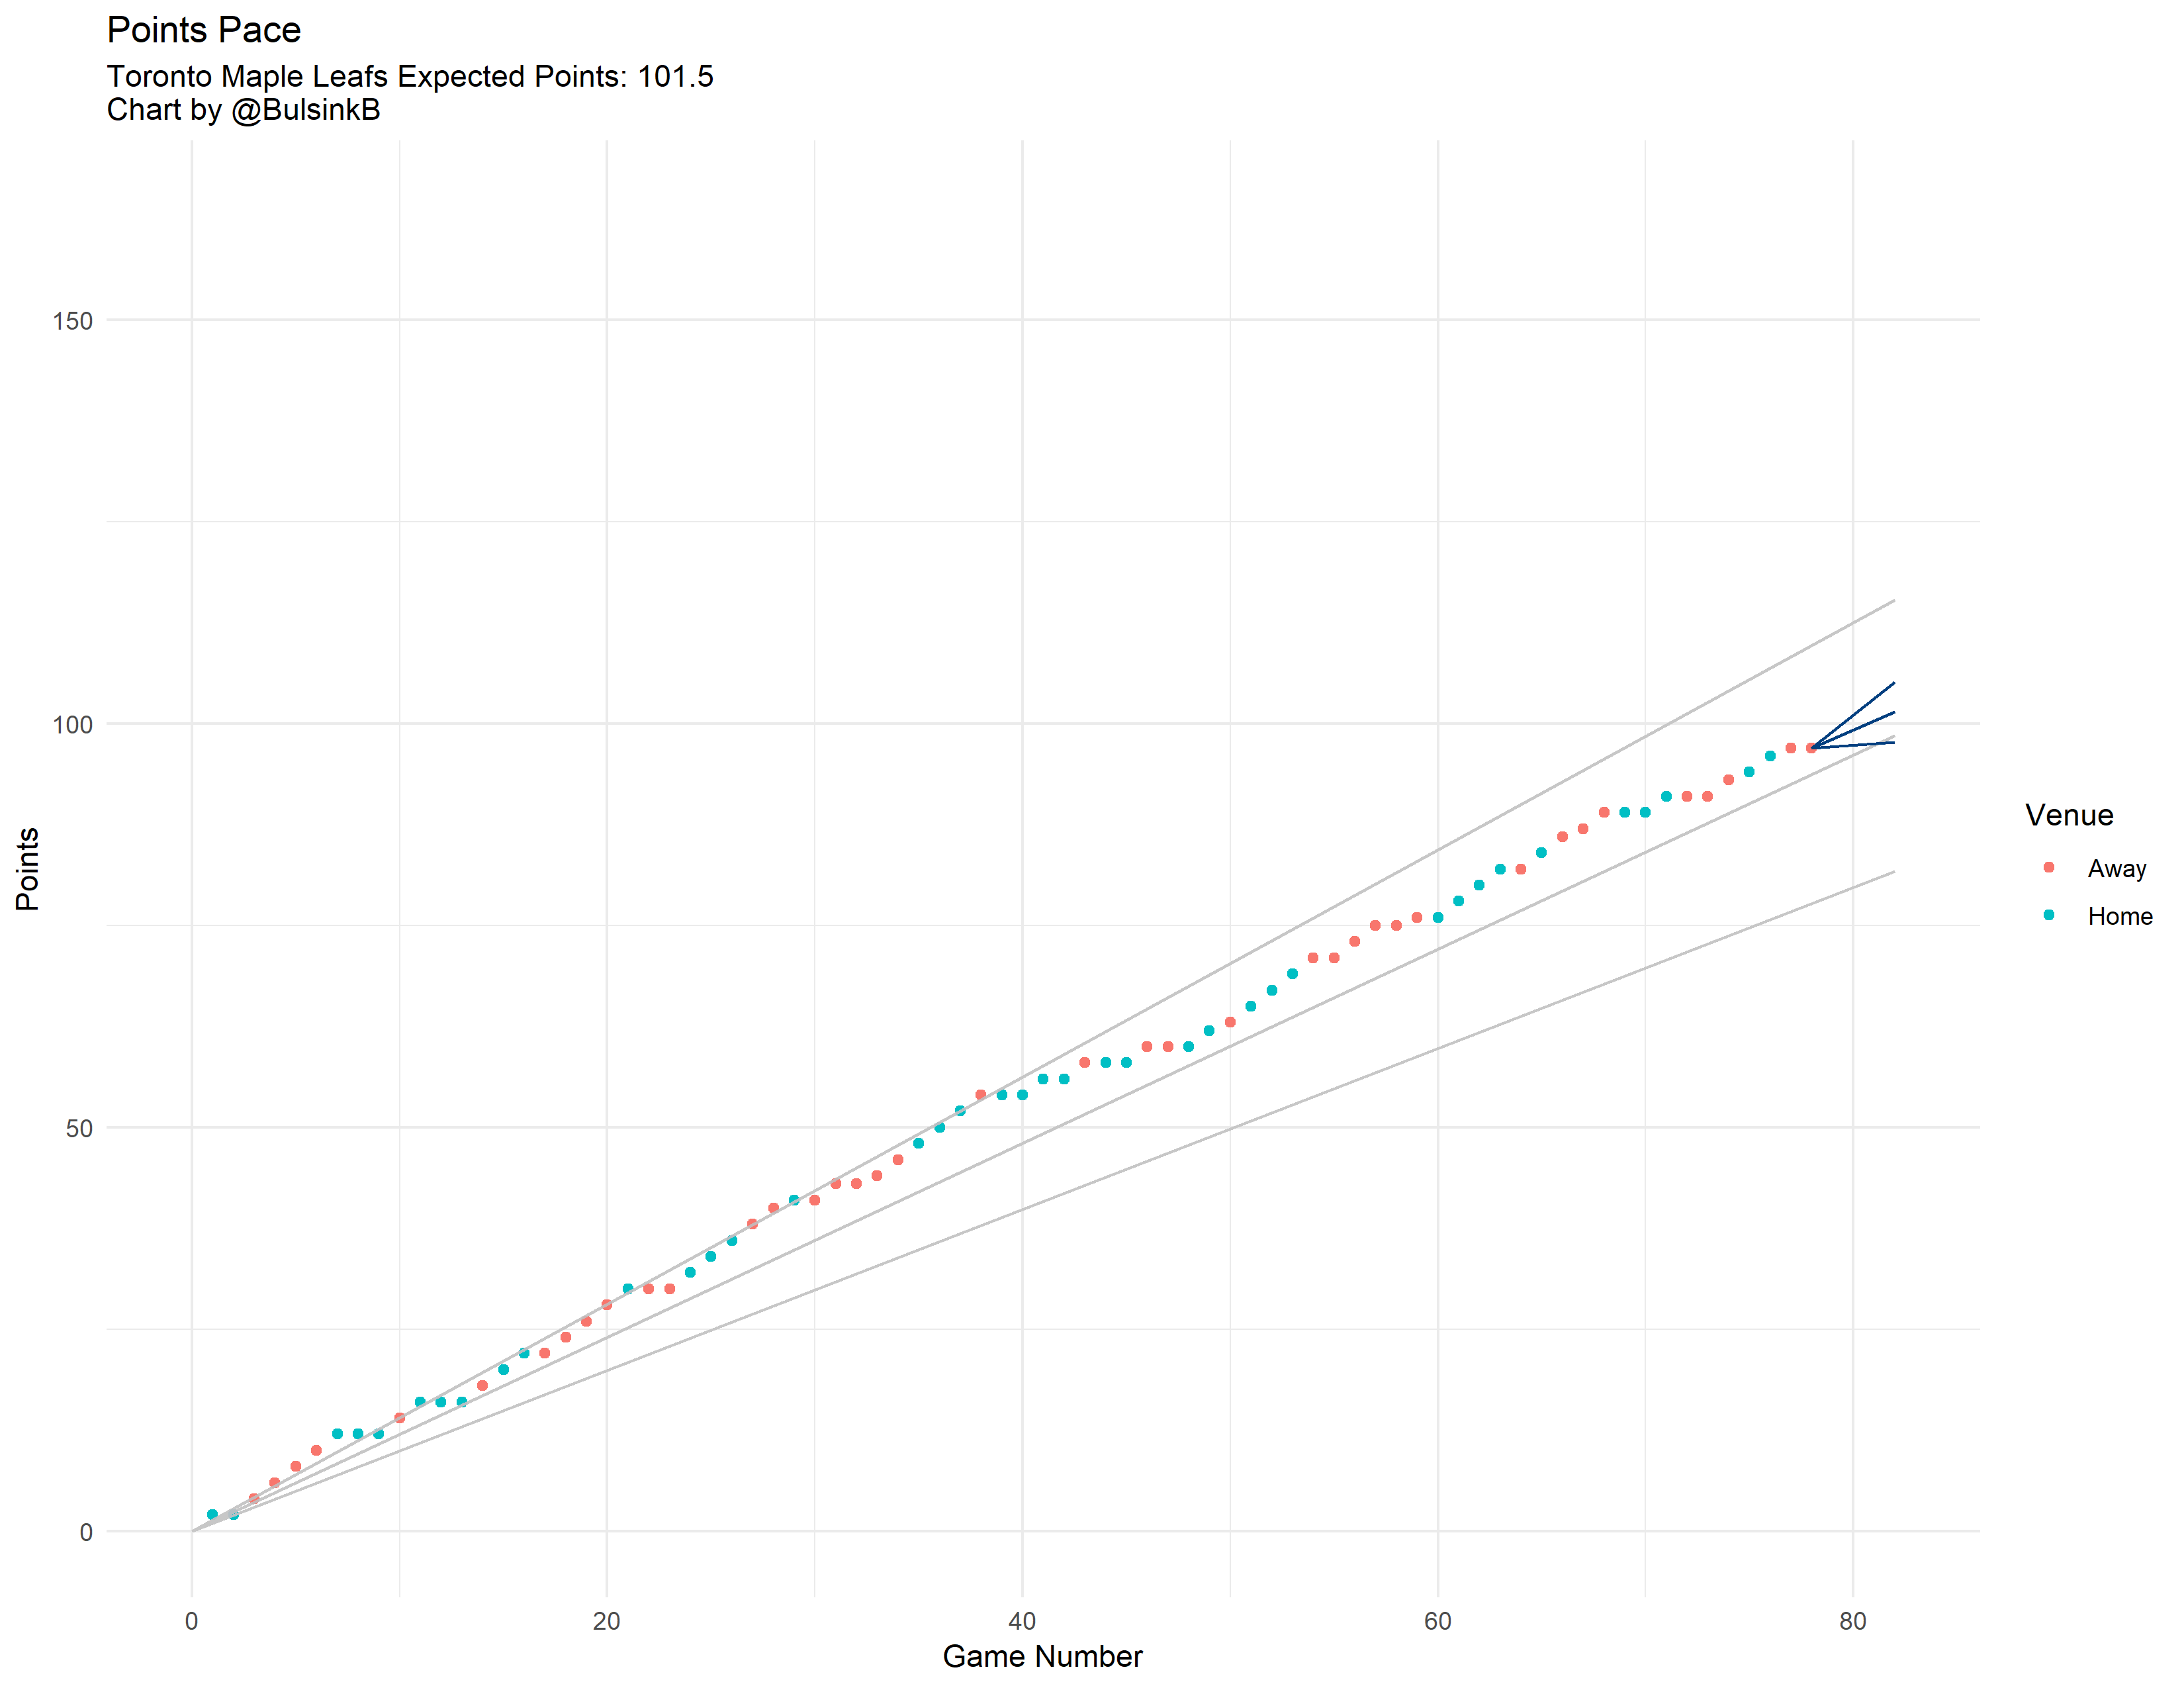 Points Pace
Toronto Maple Leafs Expected Points: 101.5
Chart by @BulsinkB
150
100
50
0
Points
0 20 40 60 80
Game Number
Venue
Away
Home